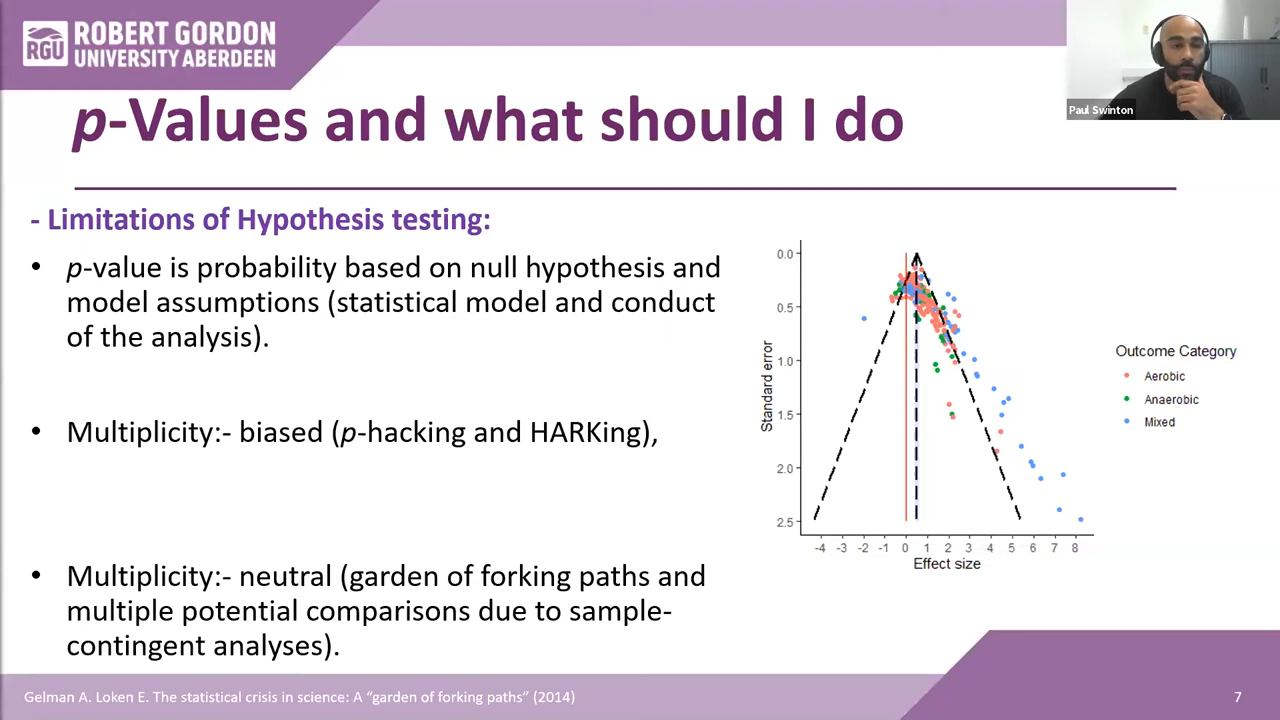 RGU
ROBERT GORDON
UNIVERSITY ABERDEEN
Paul Swinton
p-Values and what should I do
- Limitations of Hypothesis testing:
• p-value is probability based on null hypothesis and
model assumptions (statistical model and conduct
of the analysis).
• Multiplicity:- biased (p-hacking and HARKing),
• Multiplicity:- neutral (garden of forking paths and
multiple potential comparisons due to sample-
contingent analyses).
Standard error
0.0
0.5
1.0
1.5
2.0
2.5
-4 -3 -2 -1 0 1 2 3 4 5 6 7 8
Effect size
Outcome Category
Aerobic
Anaerobic
Mixed
Gelman A. Loken E. The statistical crisis in science: A “garden of forking paths” (2014)
7